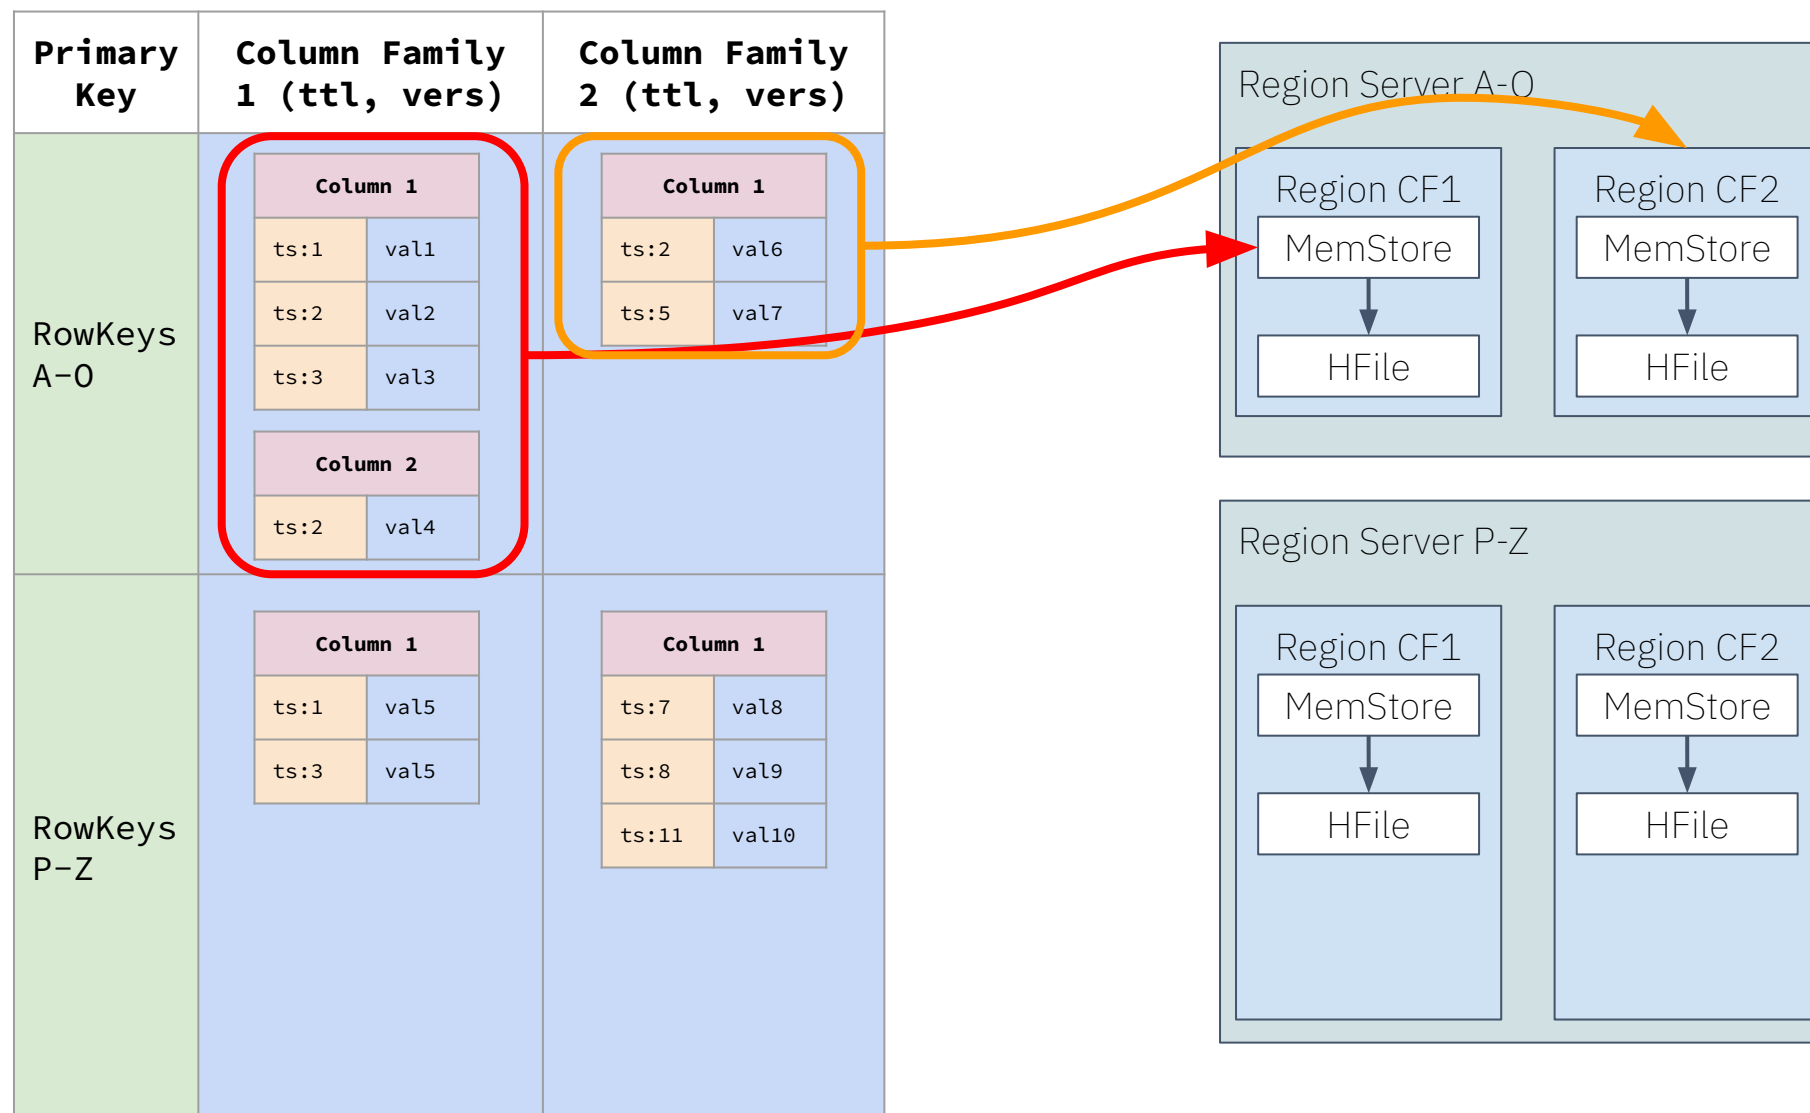 Primary
Key
Column Family
1 (ttl, vers)
Column Family
2 (ttl, vers)
RowKeys
A-O
Column 1
ts:1 val1
ts:2 val2
ts:3 val3
Column 2
ts:2 val4
Column 1
ts:2 val6
ts:5 val7
RowKeys
P-Z
Column 1
ts:1 val5
ts:3 val5
Column 1
ts:7 val8
ts:8 val9
ts:11 val10
Region Server A-O
Region CF1
MemStore
HFile
Region CF2
MemStore
HFile
Region Server P-Z
Region CF1
MemStore
HFile
Region CF2
MemStore
HFile